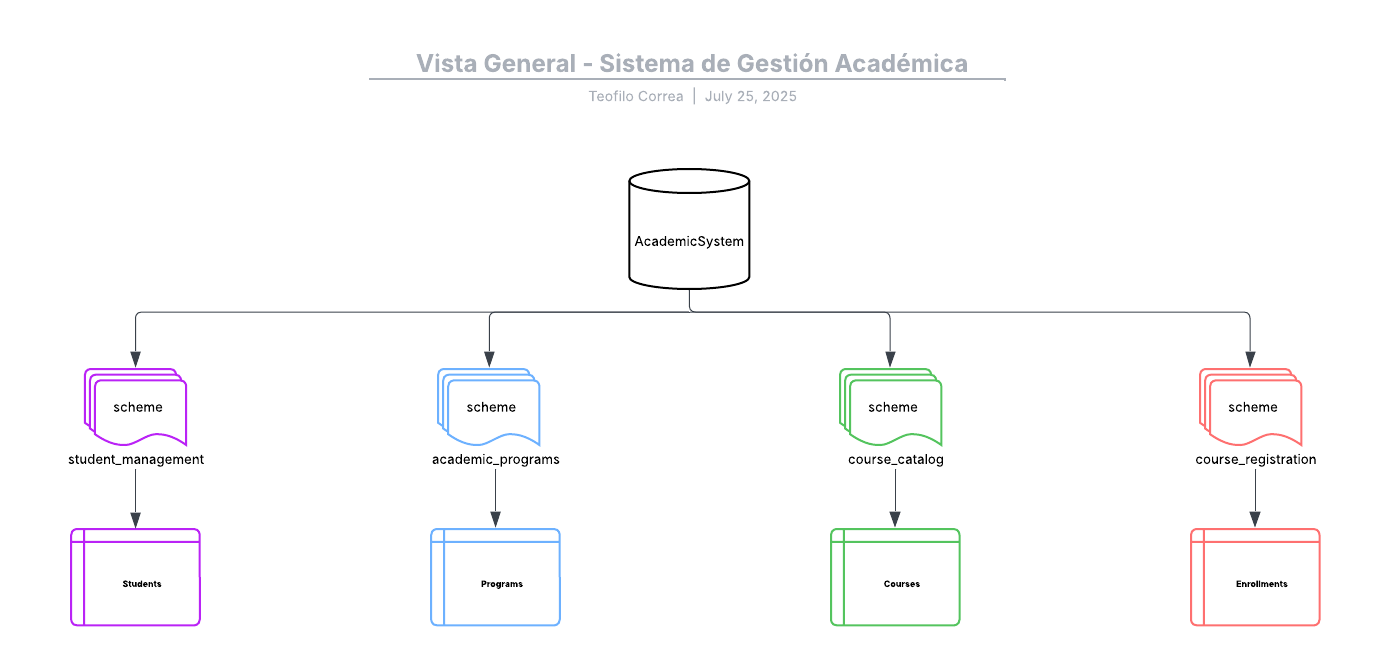 Vista General - Sistema de Gestión Académica
Teofilo Correa | July 25, 2025
AcademicSystem
scheme
scheme
scheme
scheme
student_management
academic_programs
course_catalog
course_registration
Students
Programs
Courses
Enrollments